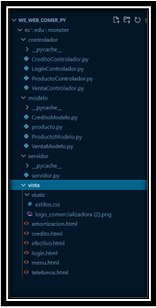 WS_WEB_COMER_PY
ec\edu\monster
controlador
__pycache__
CreditoControlador.py
LoginControlador.py
ProductoControlador.py
VentaControlador.py
modelo
__pycache__
CreditoModelo.py
producto.py
ProductoModelo.py
VentaModelo.py
servidor
__pycache__
servidor.py
vista
static
estilos.css
logo_comercializadora (2).png
amortizacion.html
credito.html
efectivo.html
login.html
menu.html
telefonos.html